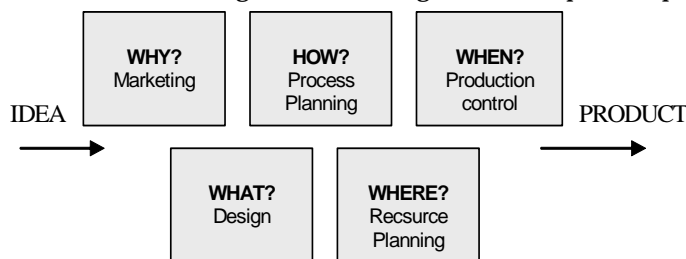 WHY?
Marketing
HOW?
Process
Planning
WHEN?
Production
control
IDEA
PRODUCT
WHAT?
Design
WHERE?
Recsurce
Planning